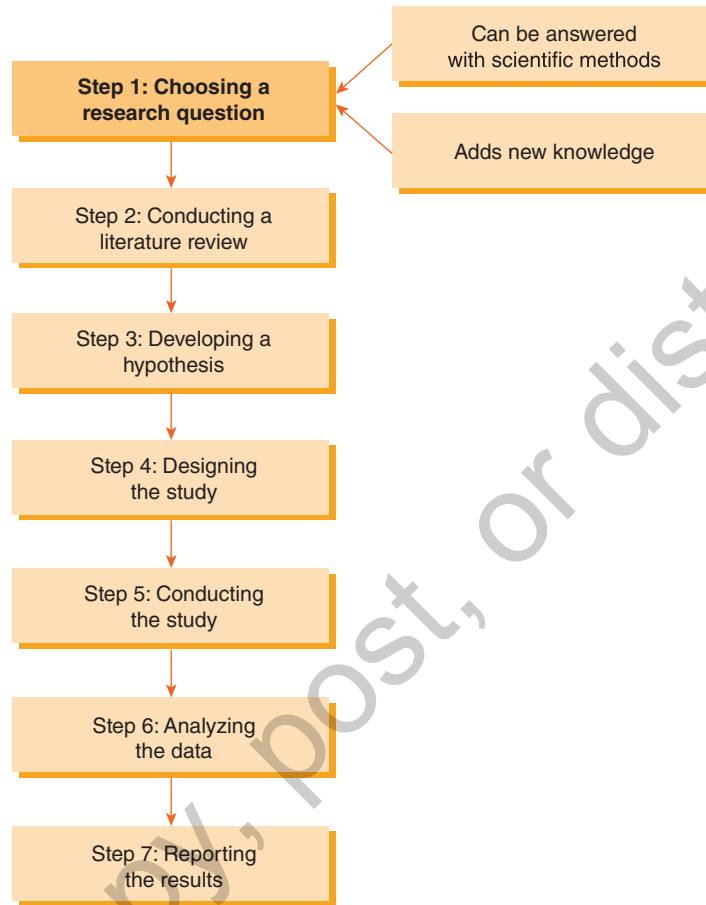 Can be answered
with scientific methods
Step 1: Choosing a
research question
Adds new knowledge
Step 2: Conducting a
literature review
Step 3: Developing a
hypothesis
Step 4: Designing
the study
Step 5: Conducting
the study
Step 6: Analyzing
the data
Step 7: Reporting
the results
py, post, or dist